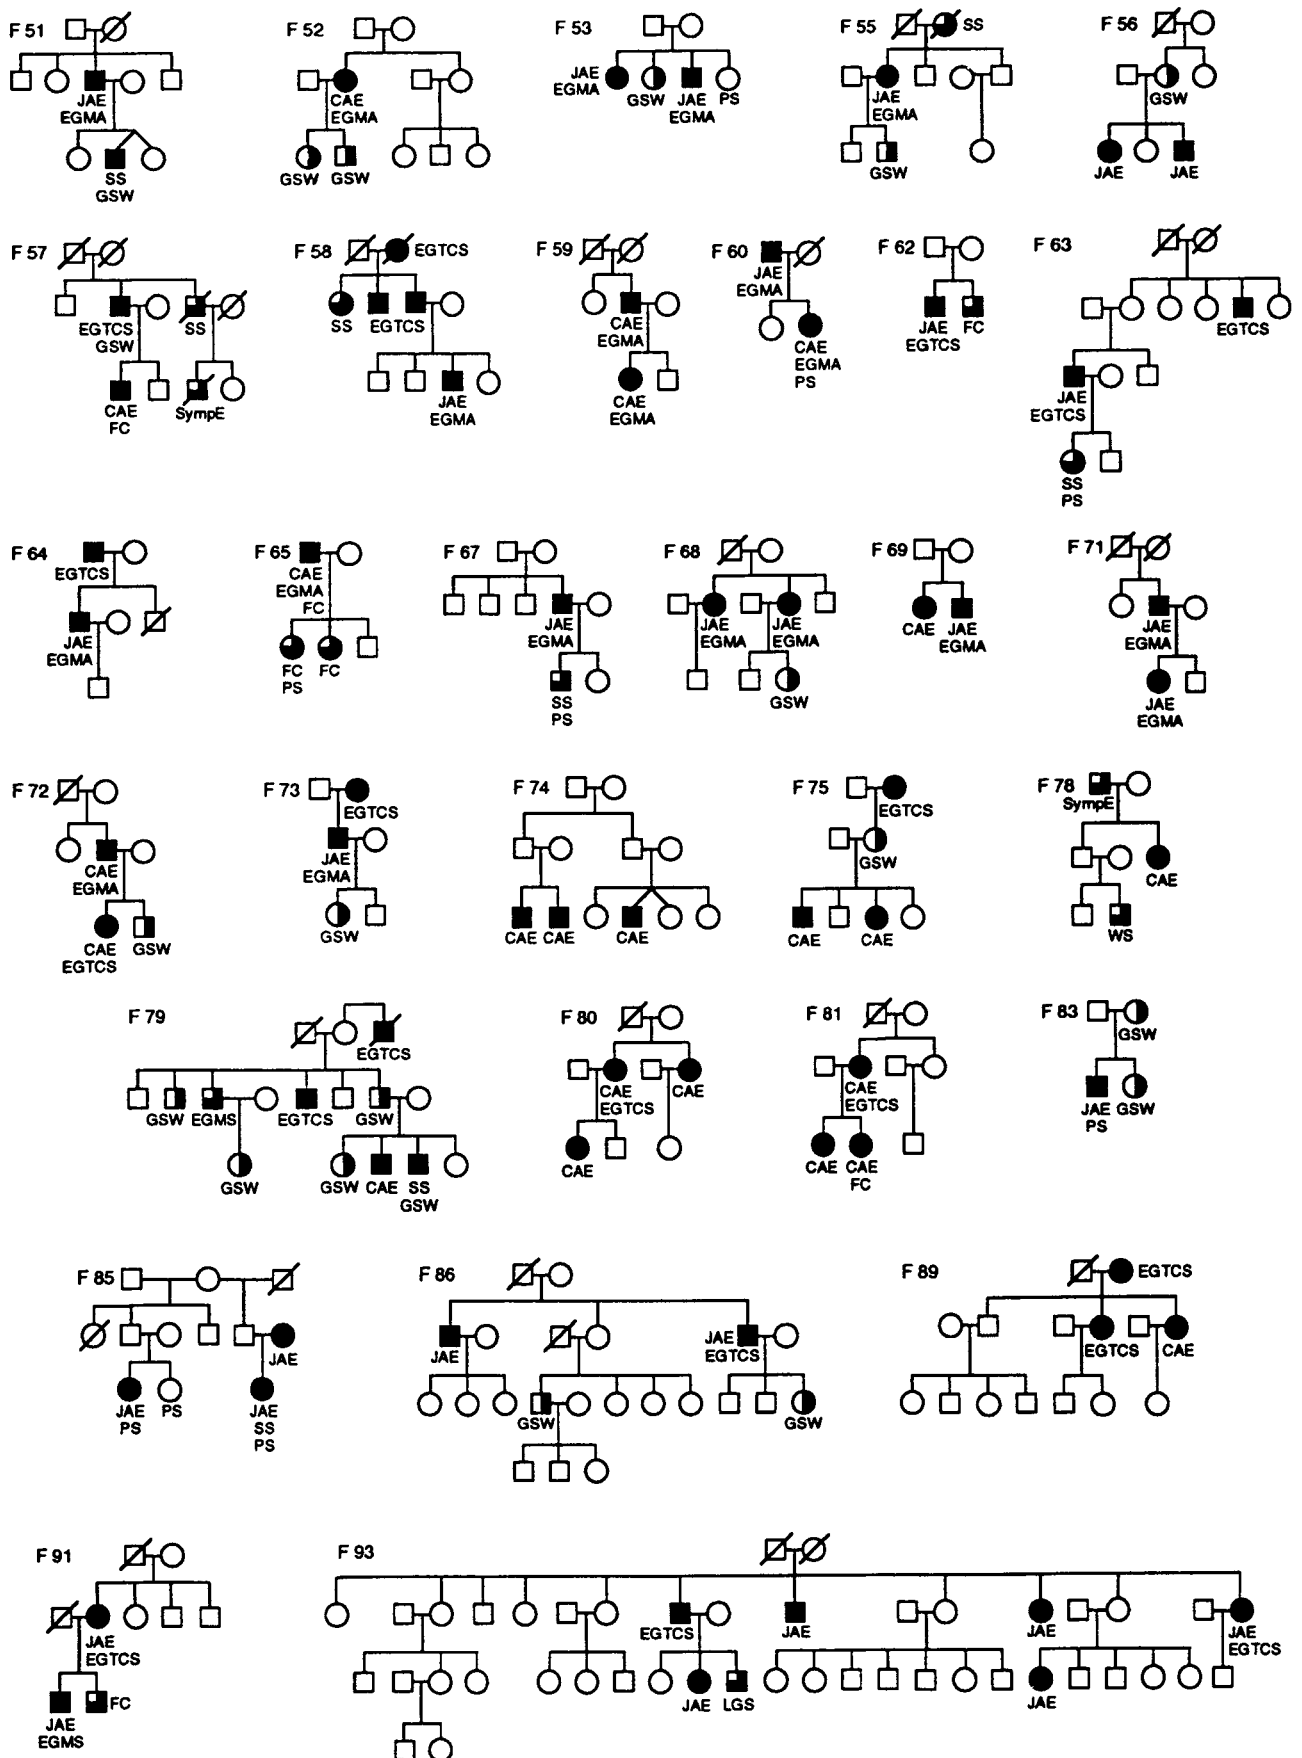 F 51
JAE
EGMA
SS
GSW
F 52
CAE
EGMA
GSW
GSW
F 53
JAE
EGMA
GSW
JAE
EGMA
PS
F 55
SS
JAE
EGMA
GSW
F 56
GSW
JAE
JAE
F 57
EGTCS
GSW
SS
CAE
FC
SympE
F 58
EGTCS
SS
EGTCS
JAE
EGMA
F 59
CAE
EGMA
CAE
EGMA
F 60
JAE
EGMA
CAE
EGMA
PS
F 62
JAE
EGTCS
FC
F 63
EGTCS
JAE
EGTCS
SS
PS
F 64
EGTCS
JAE
EGMA
F 65
CAE
EGMA
FC
FC
PS
FC
F 67
JAE
EGMA
SS
PS
F 68
JAE
EGMA
JAE
EGMA
GSW
F 69
CAE
JAE
EGMA
F 71
JAE
EGMA
JAE
EGMA
F 72
CAE
EGMA
CAE
EGTCS
GSW
F 73
EGTCS
JAE
EGMA
GSW
F 74
CAE
CAE
CAE
F 75
EGTCS
GSW
CAE
CAE
F 78
SympE
CAE
WS
F 79
EGTCS
GSW
EGMS
EGTCS
GSW
GSW
GSW
CAE
SS
GSW
F 80
CAE
EGTCS
CAE
CAE
F 81
CAE
EGTCS
CAE
CAE
FC
F 83
GSW
JAE
PS
GSW
F 85
JAE
JAE
PS
PS
JAE
SS
PS
F 86
JAE
JAE
EGTCS
GSW
GSW
F 89
EGTCS
EGTCS
CAE
F 91
JAE
EGTCS
JAE
EGMS
FC
F 93
EGTCS
JAE
JAE
JAE
EGTCS
JAE
LGS
JAE